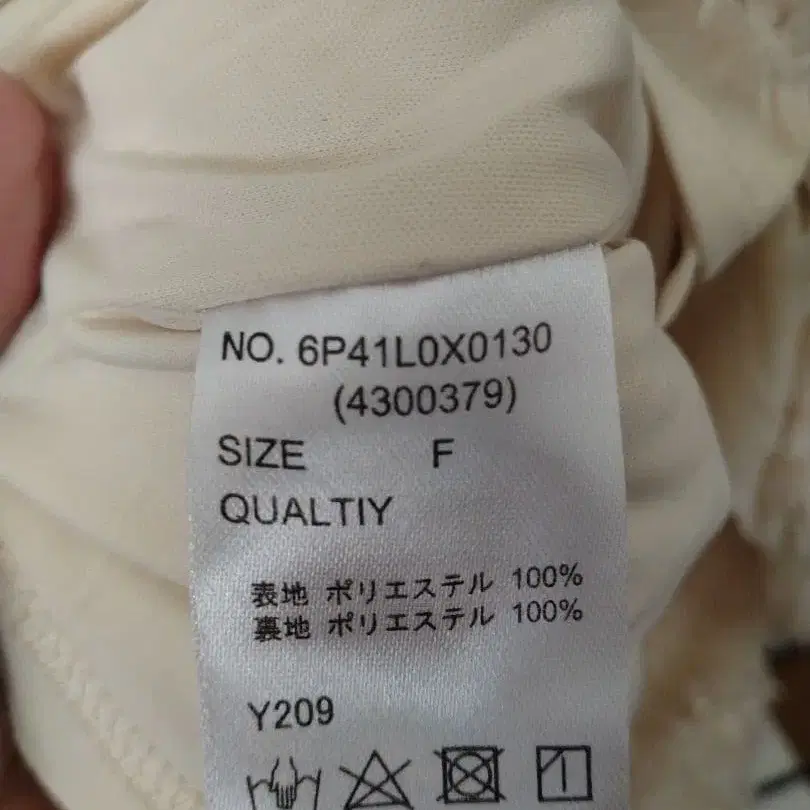 NO. 6P41L0X0130
(4300379)
SIZE F
QUALTIY
表地 ポリエステル 100%
裏地 ポリエステル 100%
Y209